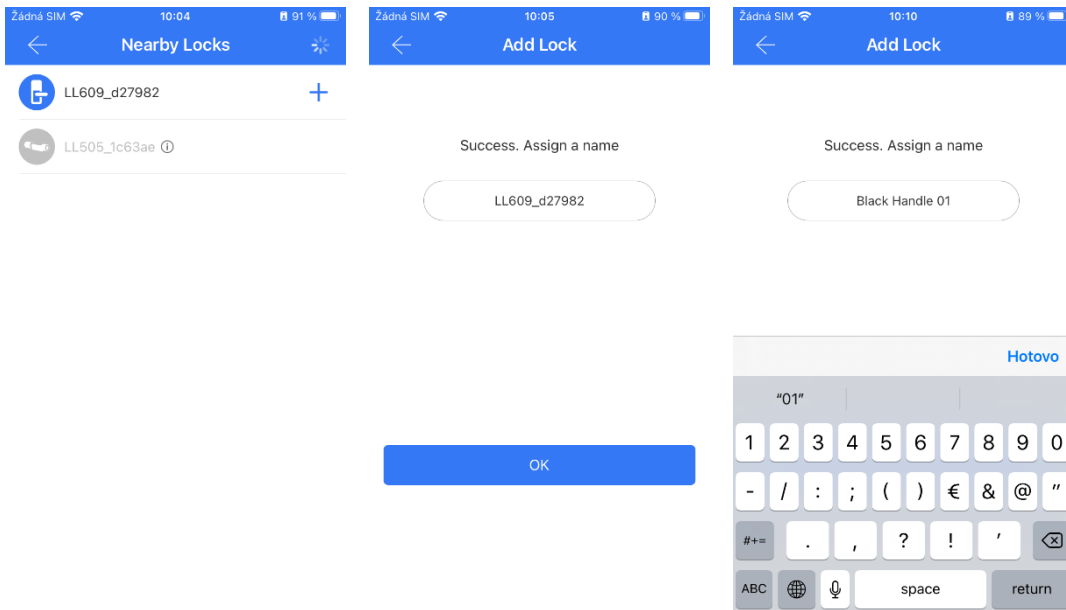 Žádná SIM 10:04 91 %
Nearby Locks
LL609_d27982
LL505_1c63ae
Žádná SIM 10:05 90 %
Add Lock
Success. Assign a name
LL609_d27982
OK
Žádná SIM 10:10 89 %
Add Lock
Success. Assign a name
Black Handle 01
Hotovo
“01”
1 2 3 4 5 6 7 8 9 0
- / : ; ( ) € & @ "
#+= . , ? ! '
ABC space return